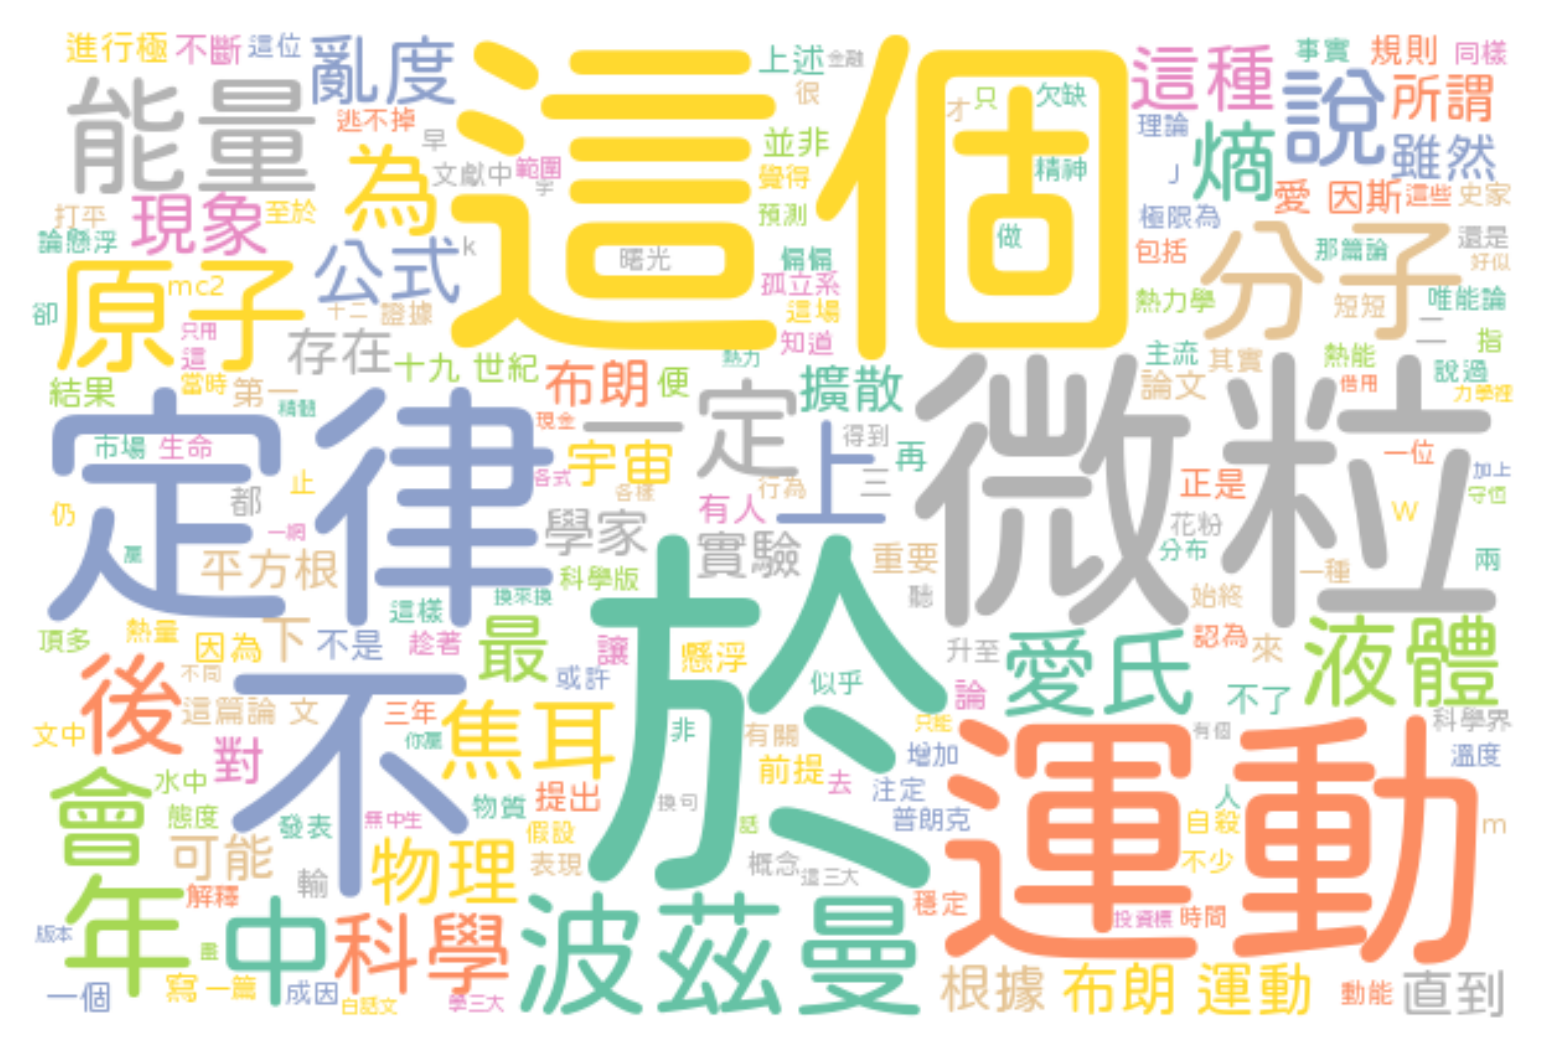 進行極 不斷 這位 亂度 這個 上述 金融 這種 事實 規則 同樣
能量 逃不掉 早 為 文獻中 範圍 字 很 並非 覺得 預測 才 只 欠缺 精神 做 理論 J 熵 說 所謂 雖然
打平 現象 至於 論懸浮 公式 k 曙光 偏偏 孤立系 這場 知道 極限為 愛 因斯 這些 史家 包括 分子 那篇論 還是 好似
卻 原子 mc2 只用 這 十二 證據 存在 熱力 熱力學 短短 唯能論 二 指
結果 當時 第一 精髓 十九 世紀 布朗 便 定 擴散 微粒 主流 其實 論文 熱能 借用 說過 力學裡
定律 市場 生命 現金 一 宇宙 各式 各樣 上 得到 再 三 行為 有人 正是 一位 加上 守恆
仍 止 都 一網 屬 平方根 學家 實驗 重要 花粉 分布 W 兩 一種
科學版 換來換 這樣 於 聽 始終
頂多 熱量 因為 下 不是 趁著 最 讓 懸浮 或許 似乎 升至 愛氏 認為 來 液體
不同 後 這篇論 文 不 三年 你屬 焦耳 非 有關 只能 論 不了 有個 科學界
文中 對 水中 會 態度 發表 無中生 物質 提出 換句 前提 去 增加 注定 運動 溫度
可能 物理 假設 表現 話 概念 這三大 普朗克 人 自殺 不少 m
年 解釋 輸 中 科學 波茲曼 穩定 投資標 時間
版本 畫 一個 寫 一篇 成因 白話文 學三大 根據 布朗 運動 動能 直到